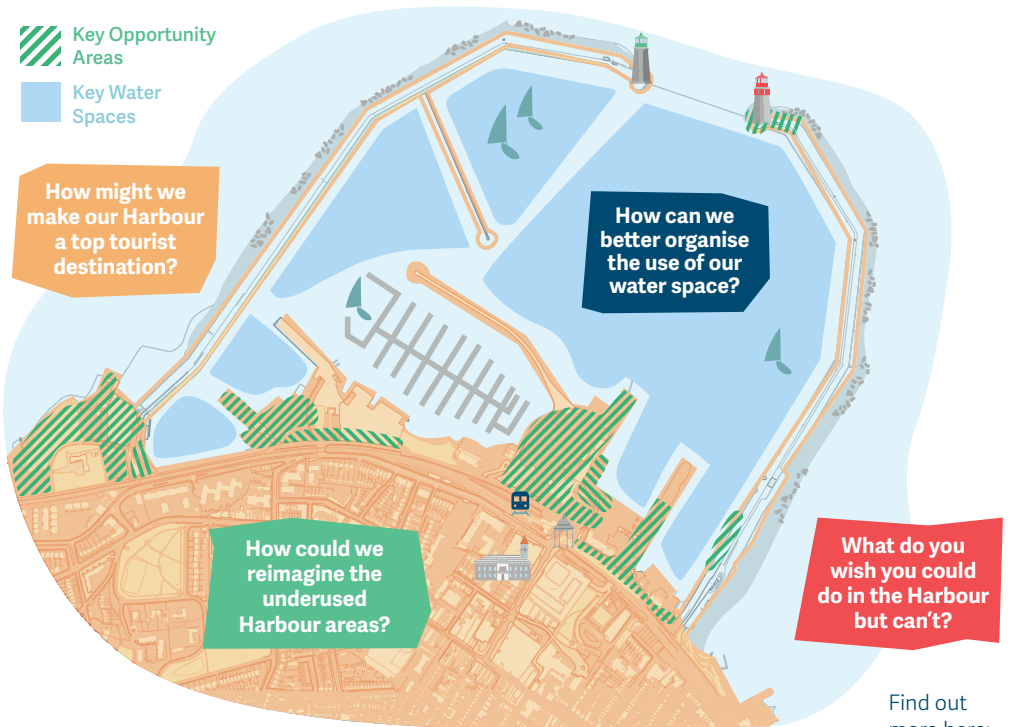 Key Opportunity
Areas
Key Water
Spaces
How might we
make our Harbour
a top tourist
destination?
How can we
better organise
the use of our
water space?
How could we
reimagine the
underused
Harbour areas?
What do you
wish you could
do in the Harbour
but can't?
Find out
more here: